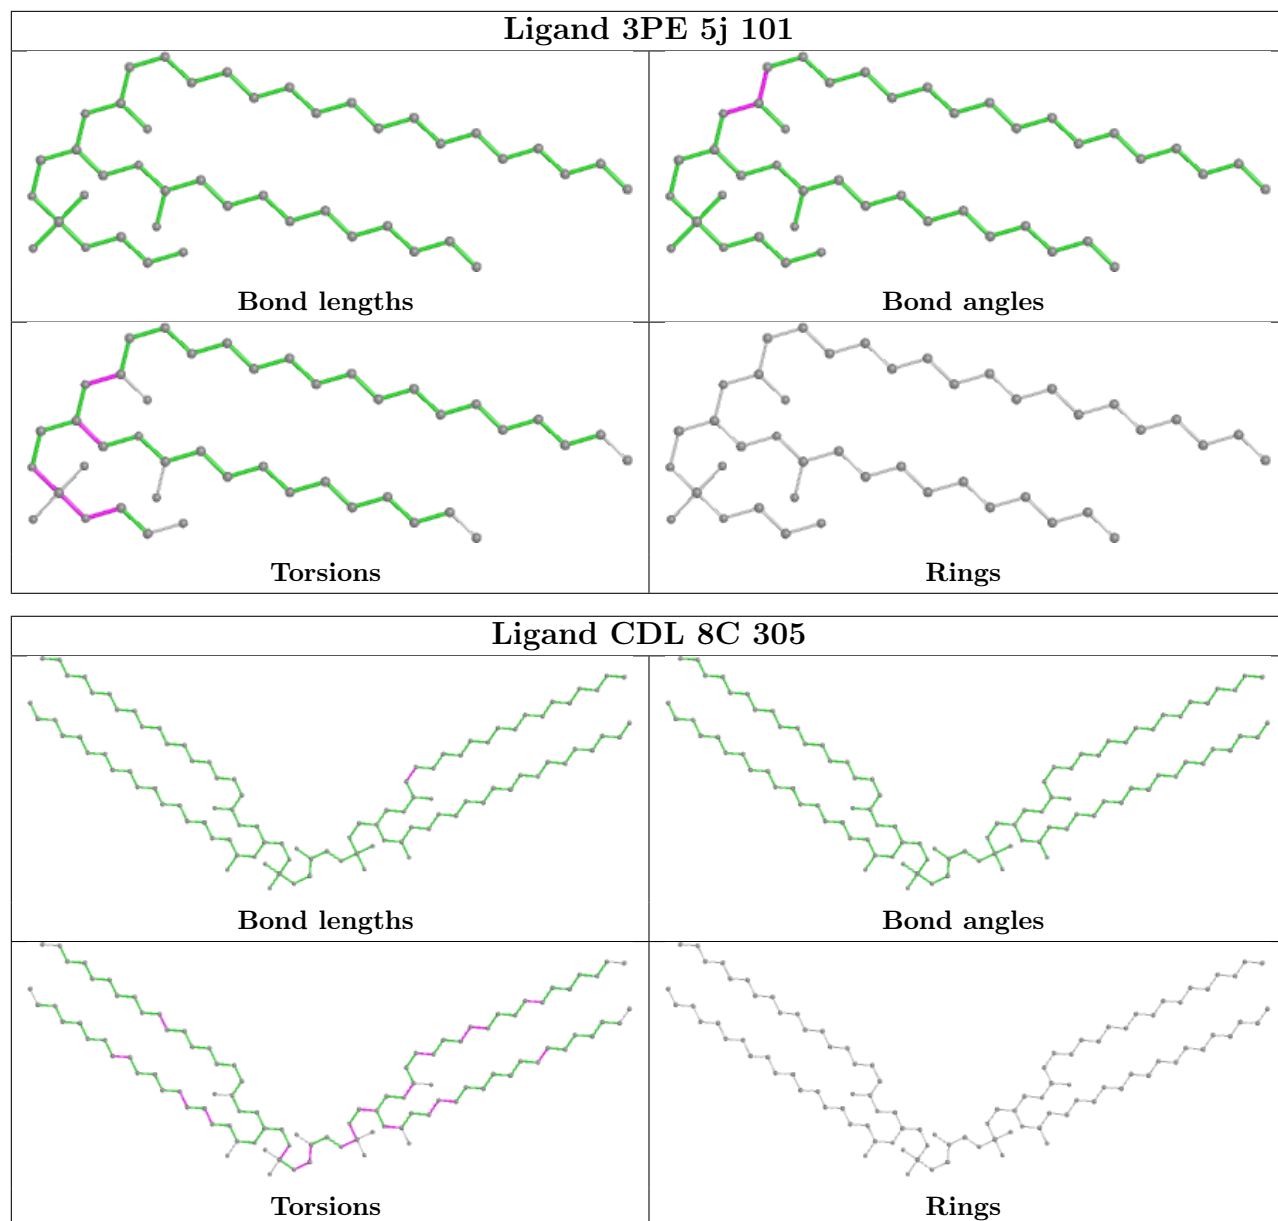 Ligand 3PE 5j 101
Bond lengths
Bond angles
Torsions
Rings
Ligand CDL 8C 305
Bond lengths
Bond angles
Torsions
Rings